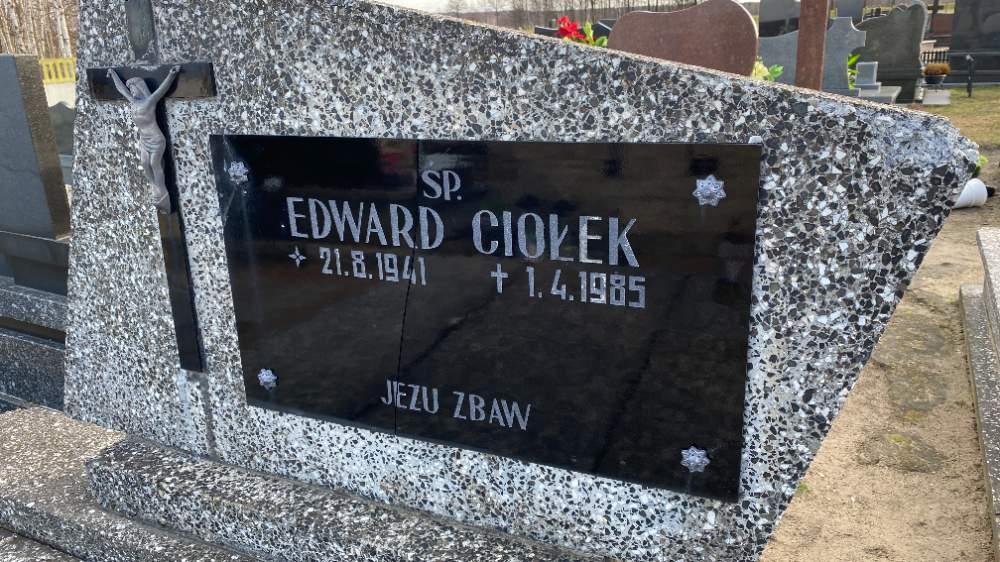 SP.
EDWARD CIOŁEK
21.8.1941 ✝ 1.4.1985
JEZU ZBAW